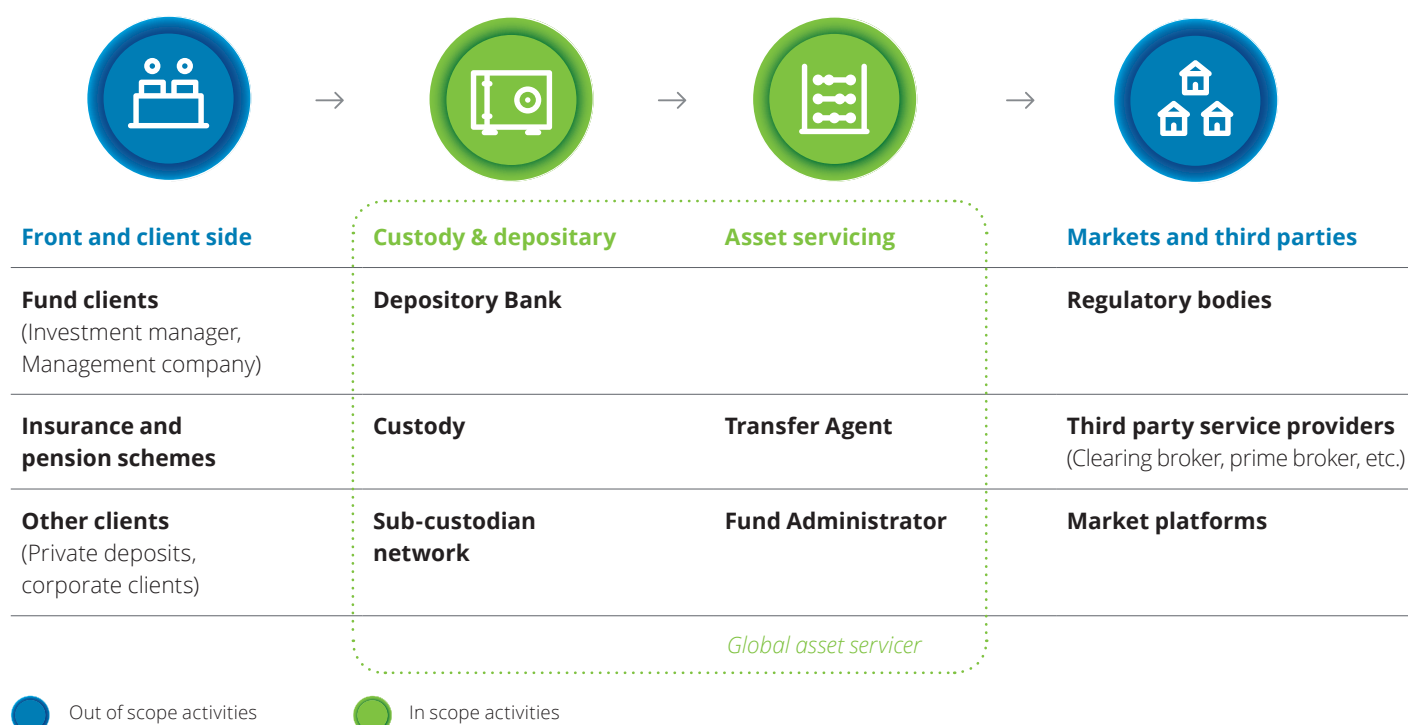 Front and client side
Custody & depositary
Asset servicing
Markets and third parties
Fund clients
(Investment manager,
Management company)
Depository Bank
Regulatory bodies
Insurance and
pension schemes
Custody
Transfer Agent
Third party service providers
(Clearing broker, prime broker, etc.)
Other clients
(Private deposits,
corporate clients)
Sub-custodian
network
Fund Administrator
Market platforms
Global asset servicer
Out of scope activities
In scope activities